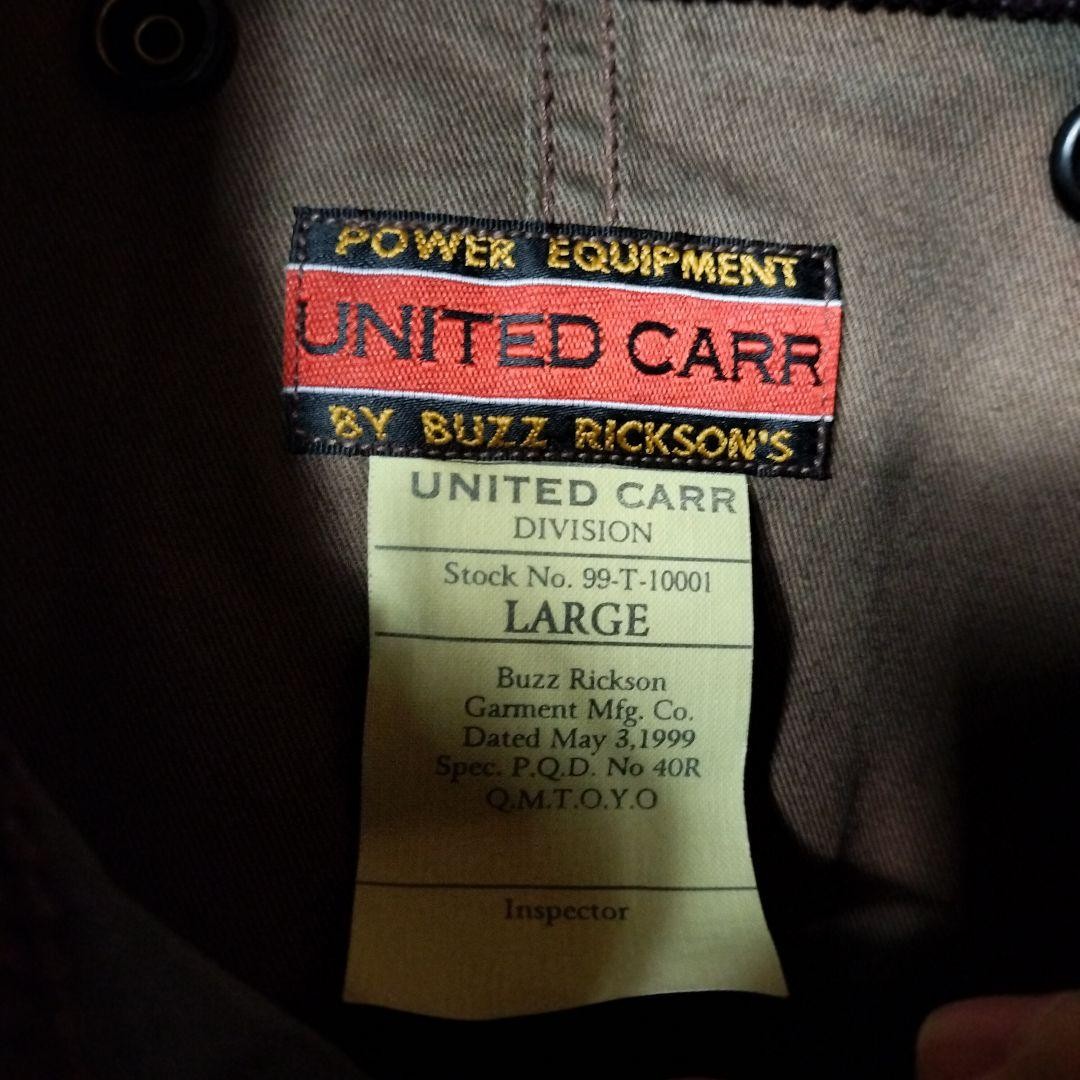 POWER EQUIPMENT
UNITED CARR
BY BUZZ RICKSON'S
UNITED CARR
DIVISION
Stock No. 99-T-10001
LARGE
Buzz Rickson
Garment Mfg. Co.
Dated May 3,1999
Spec. P.Q.D. No 40R
Q.M.T.O.Y.O
Inspector